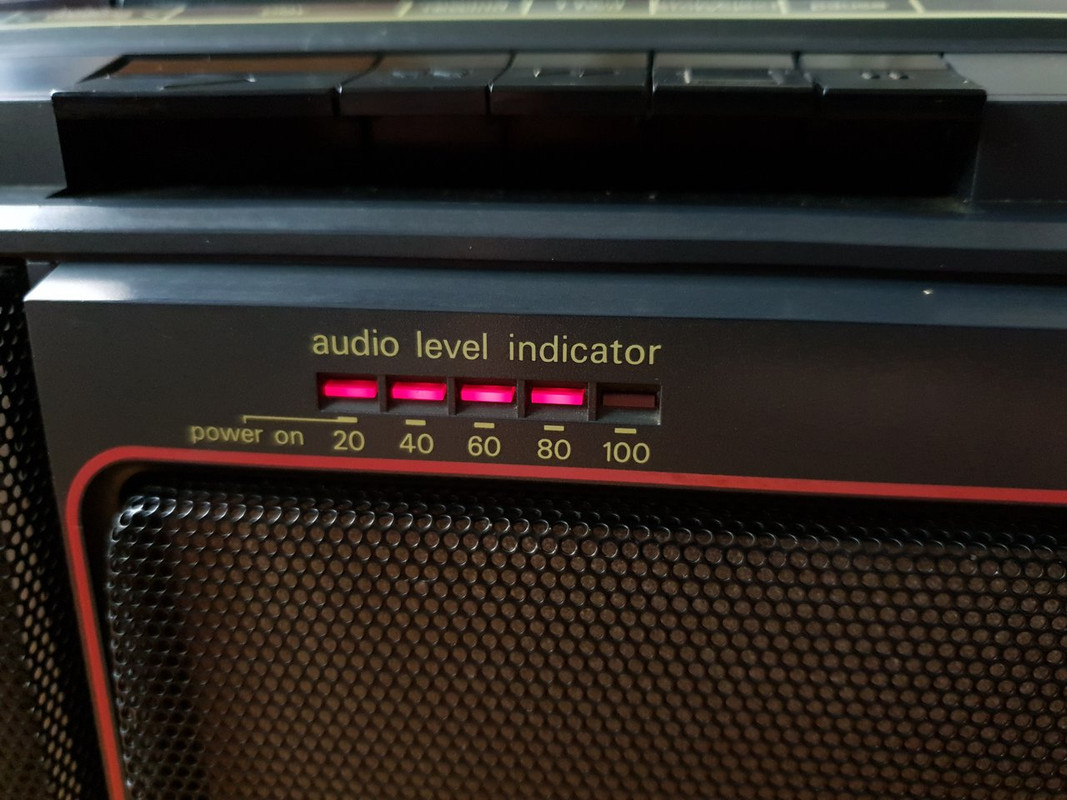 audio level indicator
power on 20 40 60 80 100